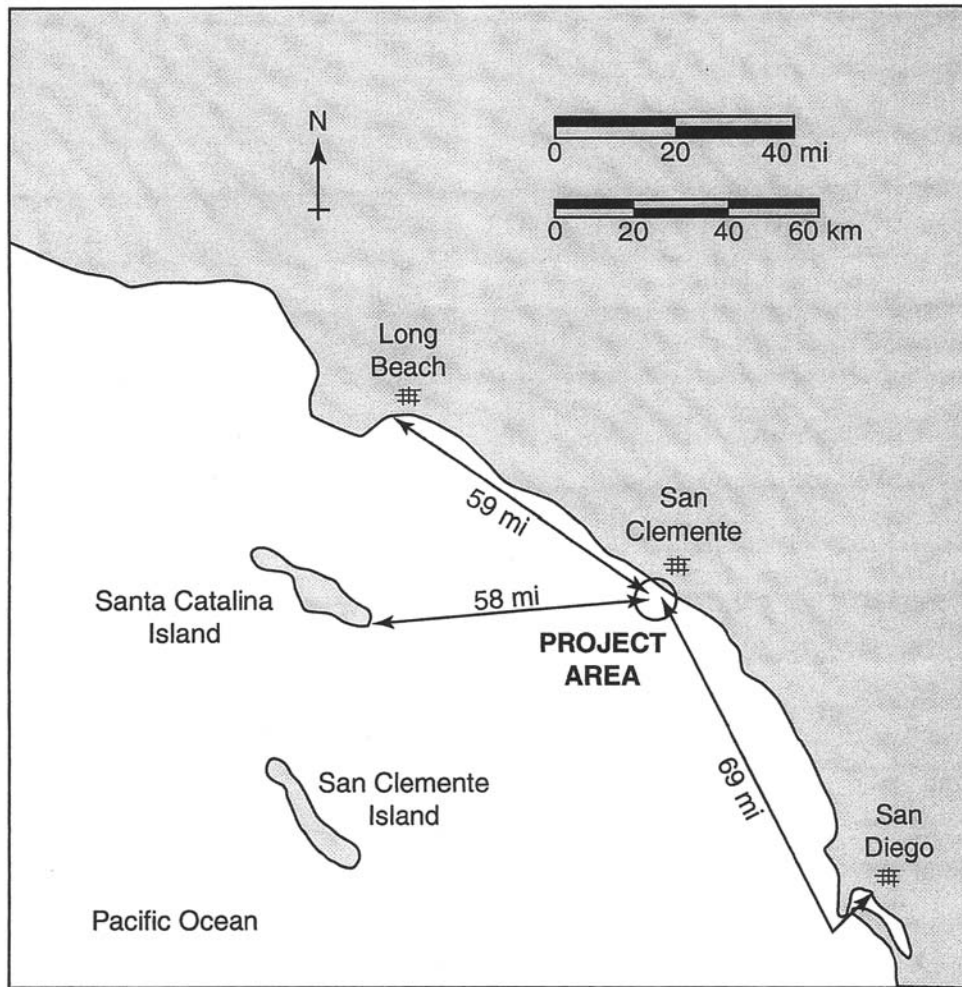 N
0 20 40 mi
0 20 40 60 km
Long
Beach
59 mi
San
Clemente
Santa Catalina
Island
58 mi
PROJECT
AREA
69 mi
San Clemente
Island
San
Diego
Pacific Ocean